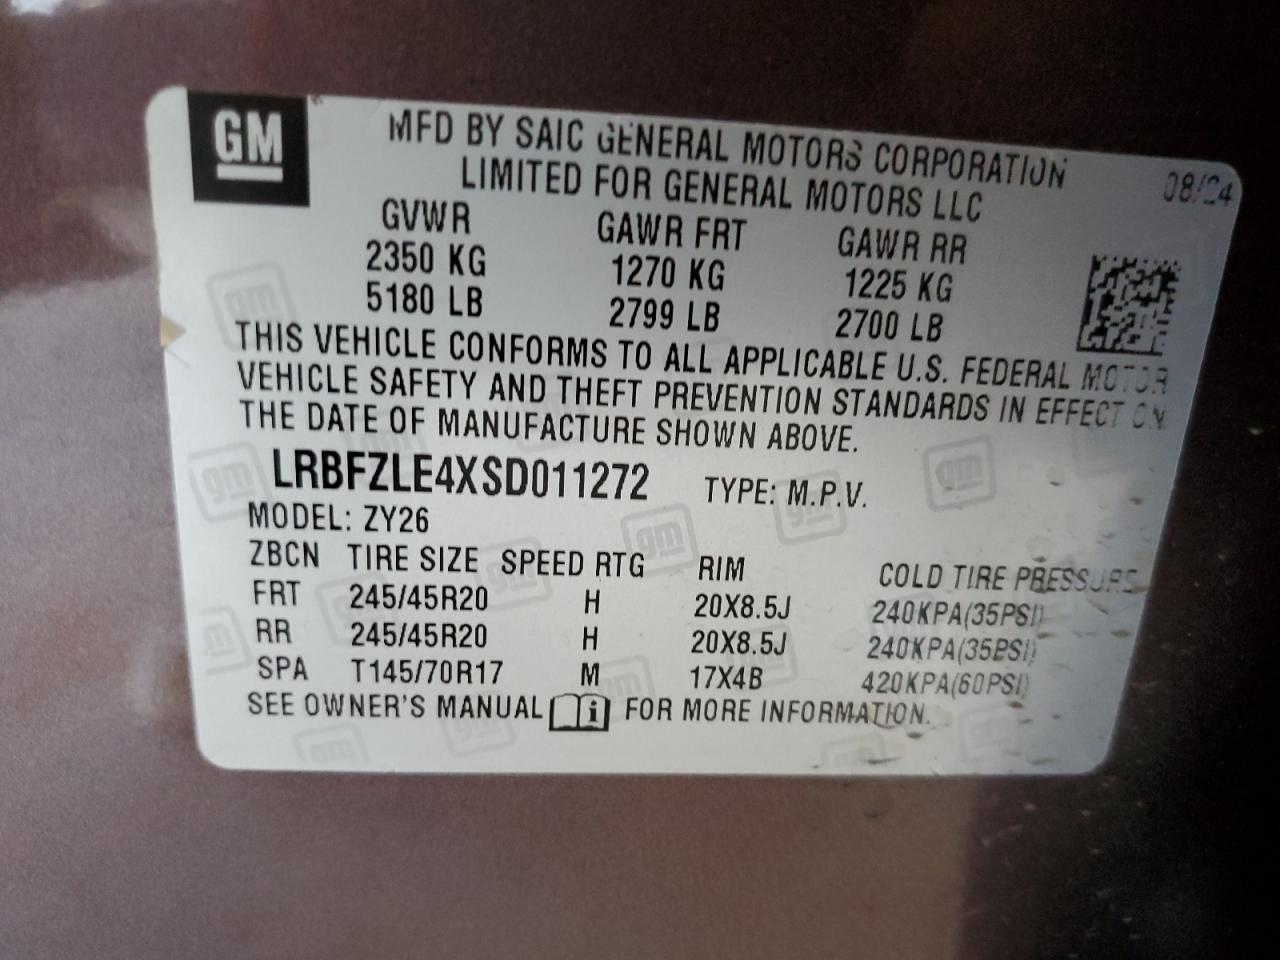 GM
MFD BY SAIC GENERAL MOTORS CORPORATION
LIMITED FOR GENERAL MOTORS LLC
08/24
GVWR GAWR FRT GAWR RR
2350 KG 1270 KG 1225 KG
5180 LB 2799 LB 2700 LB
THIS VEHICLE CONFORMS TO ALL APPLICABLE U.S. FEDERAL MOTOR
VEHICLE SAFETY AND THEFT PREVENTION STANDARDS IN EFFECT ON
THE DATE OF MANUFACTURE SHOWN ABOVE.
LRBFZLE4XSD011272 TYPE: M.P.V.
MODEL: ZY26
ZBCN TIRE SIZE SPEED RTG RIM COLD TIRE PRESSURE
FRT 245/45R20 H 20X8.5J 240KPA(35PSI)
RR 245/45R20 H 20X8.5J 240KPA(35PSI)
SPA T145/70R17 M 17X4B 420KPA(60PSI)
SEE OWNER'S MANUAL i FOR MORE INFORMATION.